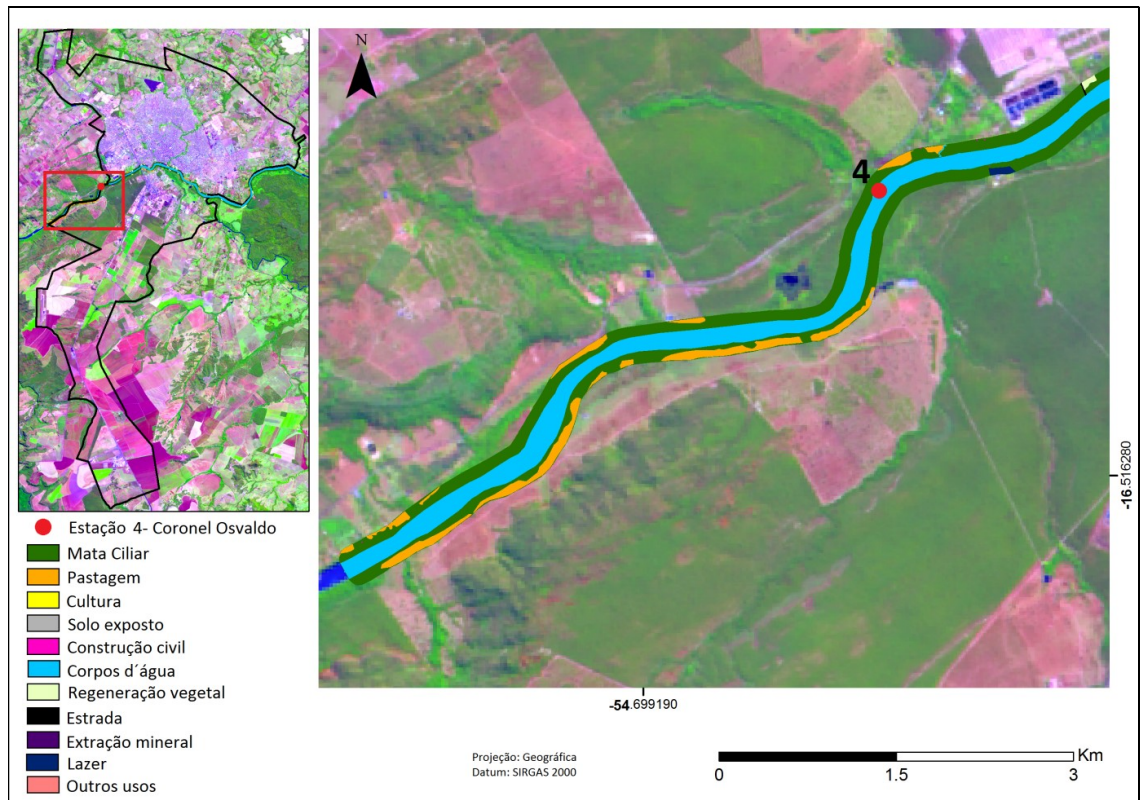 N
4
-16.516280
-54.699190
Estação 4- Coronel Osvaldo
Mata Ciliar
Pastagem
Cultura
Solo exposto
Construção civil
Corpos d´água
Regeneração vegetal
Estrada
Extração mineral
Lazer
Outros usos
Projeção: Geográfica
Datum: SIRGAS 2000
Km
0 1.5 3